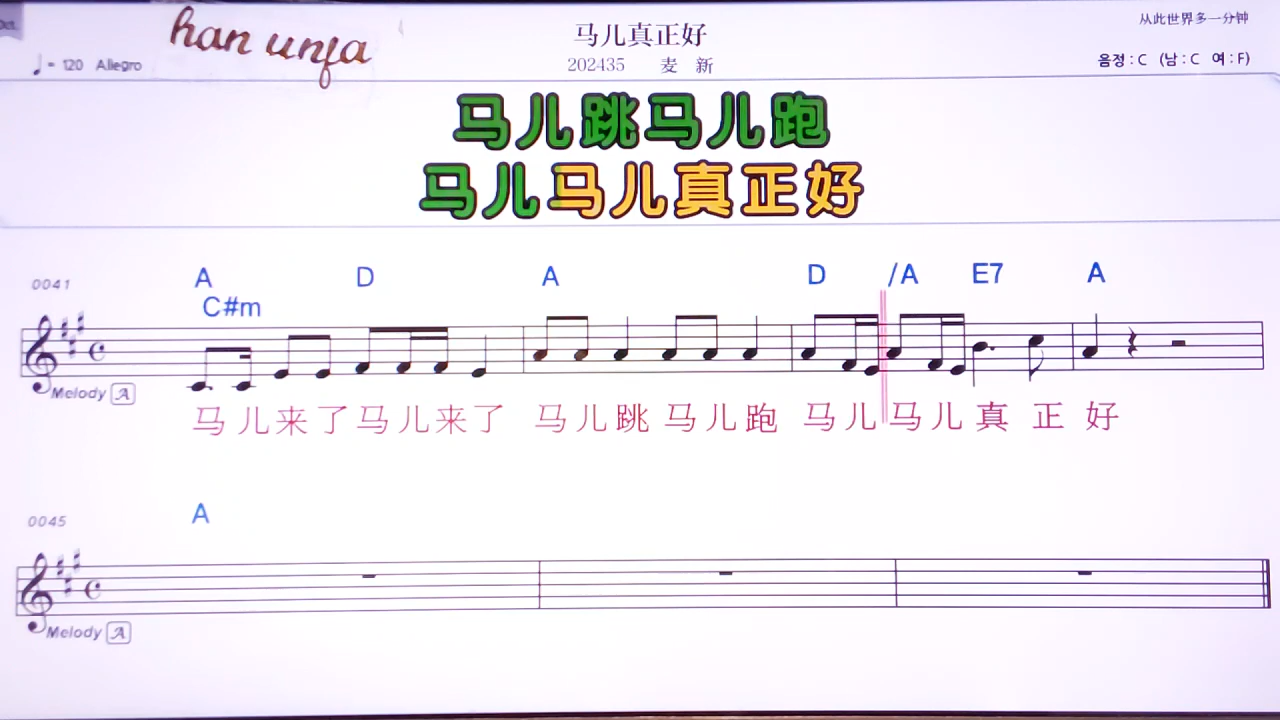 Oct.
han unfa
♩= 120 Allegro
马儿真正好
202435 麦 新
从此世界多一分钟
음정 : C (남 : C 여 : F)
马儿跳马儿跑
马儿马儿真正好
0041
A D A D /A E7 A
C#m
Melody A
马儿来了马儿来了 马儿跳马儿跑 马儿马儿真正好
0045
A
Melody A